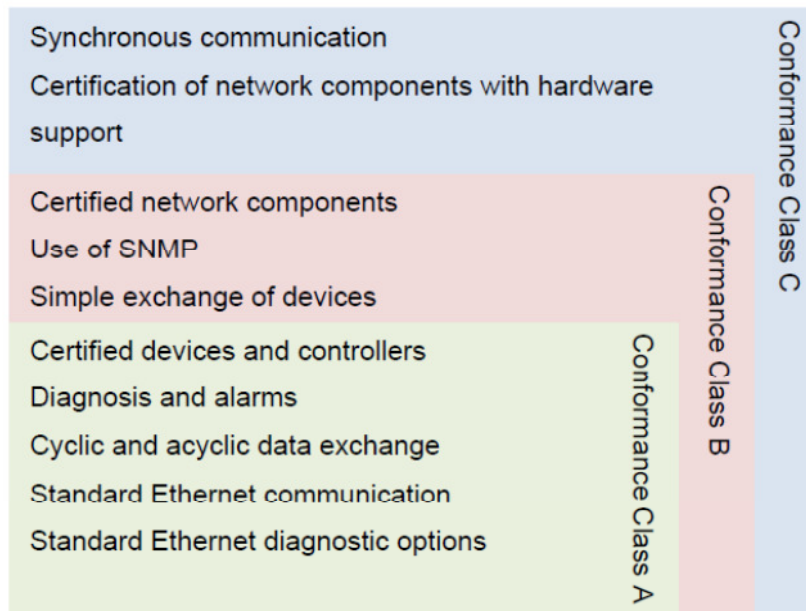 Synchronous communication
Certification of network components with hardware
support
Conformance Class C
Certified network components
Use of SNMP
Simple exchange of devices
Conformance Class B
Certified devices and controllers
Diagnosis and alarms
Cyclic and acyclic data exchange
Standard Ethernet communication
Standard Ethernet diagnostic options
Conformance Class A